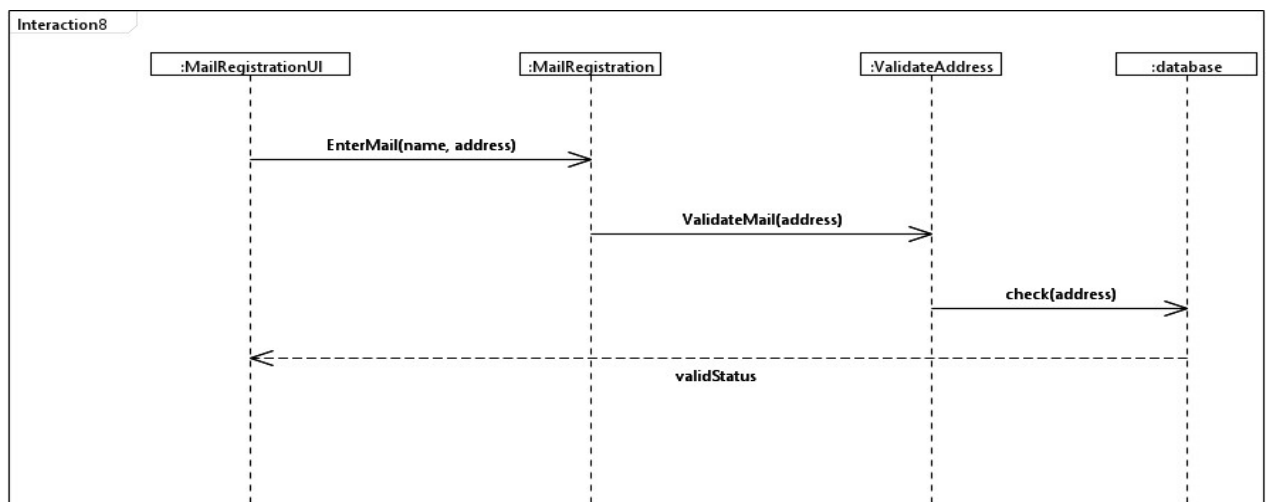 Interaction8
:MailRegistrationUI
:MailRegistration
:ValidateAddress
:database
EnterMail(name, address)
ValidateMail(address)
check(address)
validStatus